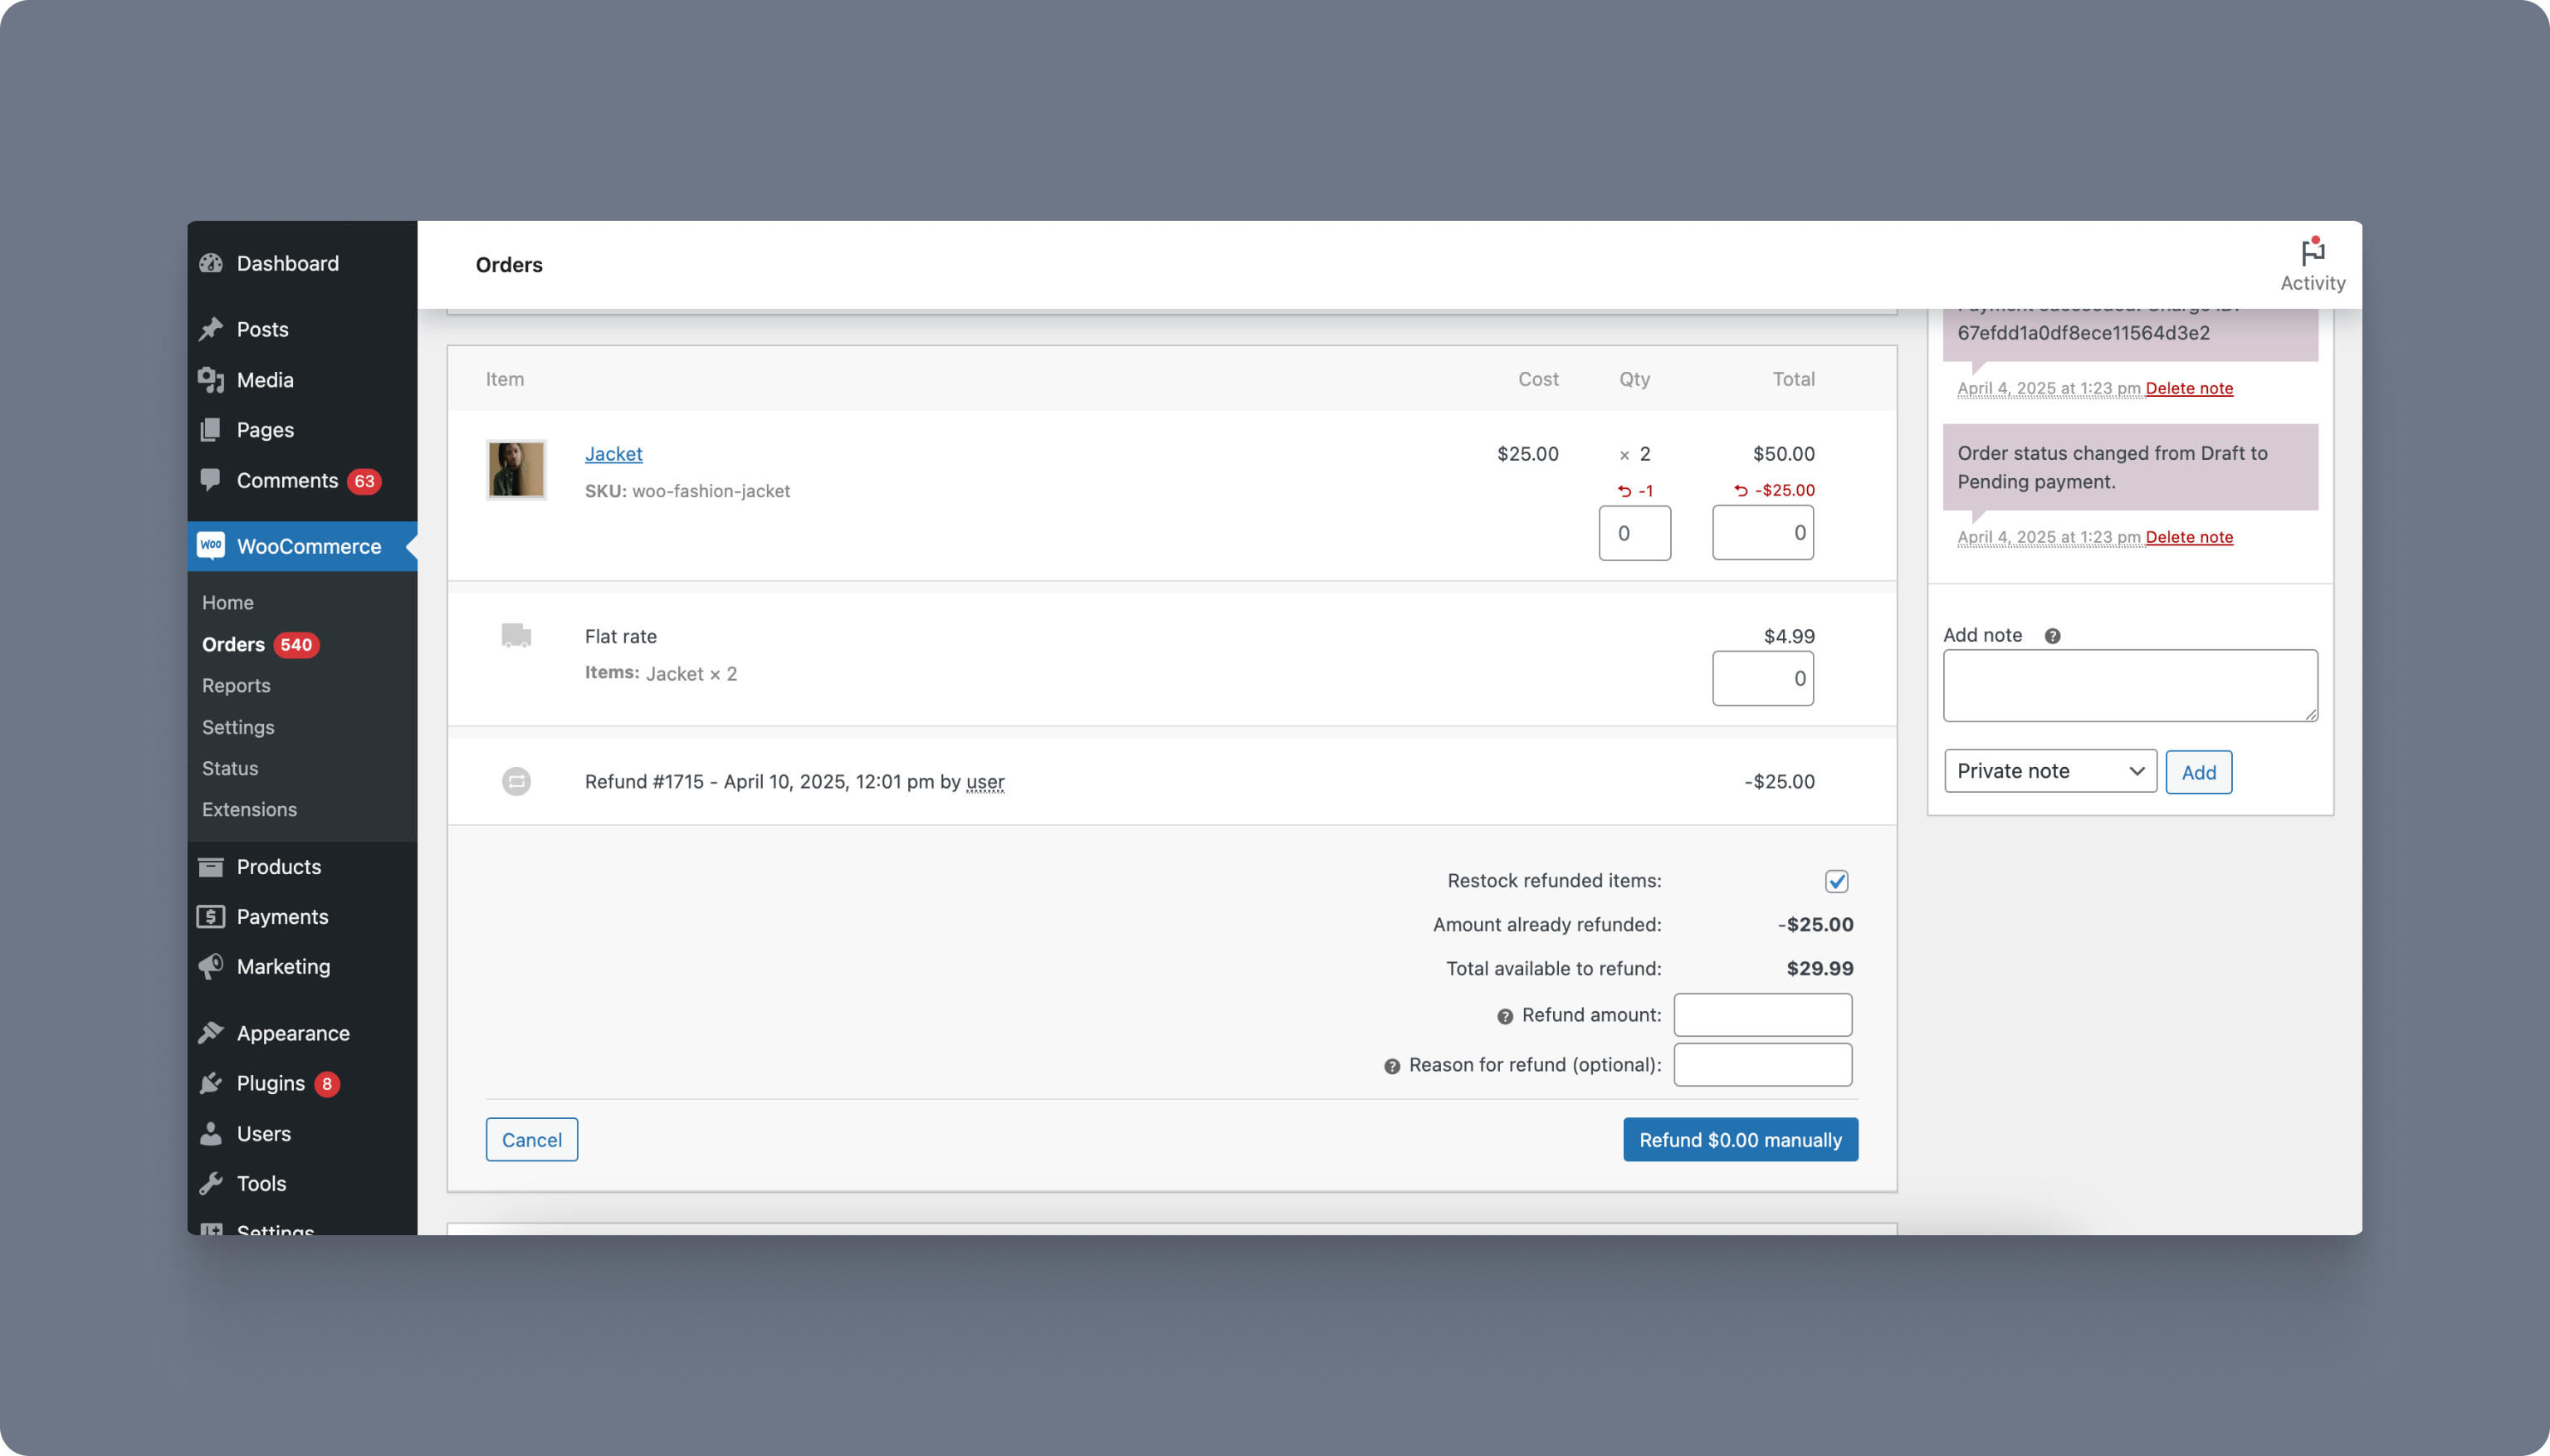 Dashboard
Posts
Media
Pages
Comments 63
Woo WooCommerce
Home
Orders 540
Reports
Settings
Status
Extensions
Products
Payments
Marketing
Appearance
Plugins 8
Users
Tools
Settings
Orders
Activity
Item Cost Qty Total
Jacket $25.00 × 2 $50.00
SKU: woo-fashion-jacket -1 -$25.00
0 0
Flat rate $4.99
Items: Jacket × 2 0
Refund #1715 - April 10, 2025, 12:01 pm by user -$25.00
Restock refunded items:
Amount already refunded: -$25.00
Total available to refund: $29.99
Refund amount:
Reason for refund (optional):
Cancel Refund $0.00 manually
67efdd1a0df8ece11564d3e2
April 4, 2025 at 1:23 pm Delete note
Order status changed from Draft to
Pending payment.
April 4, 2025 at 1:23 pm Delete note
Add note
Private note Add